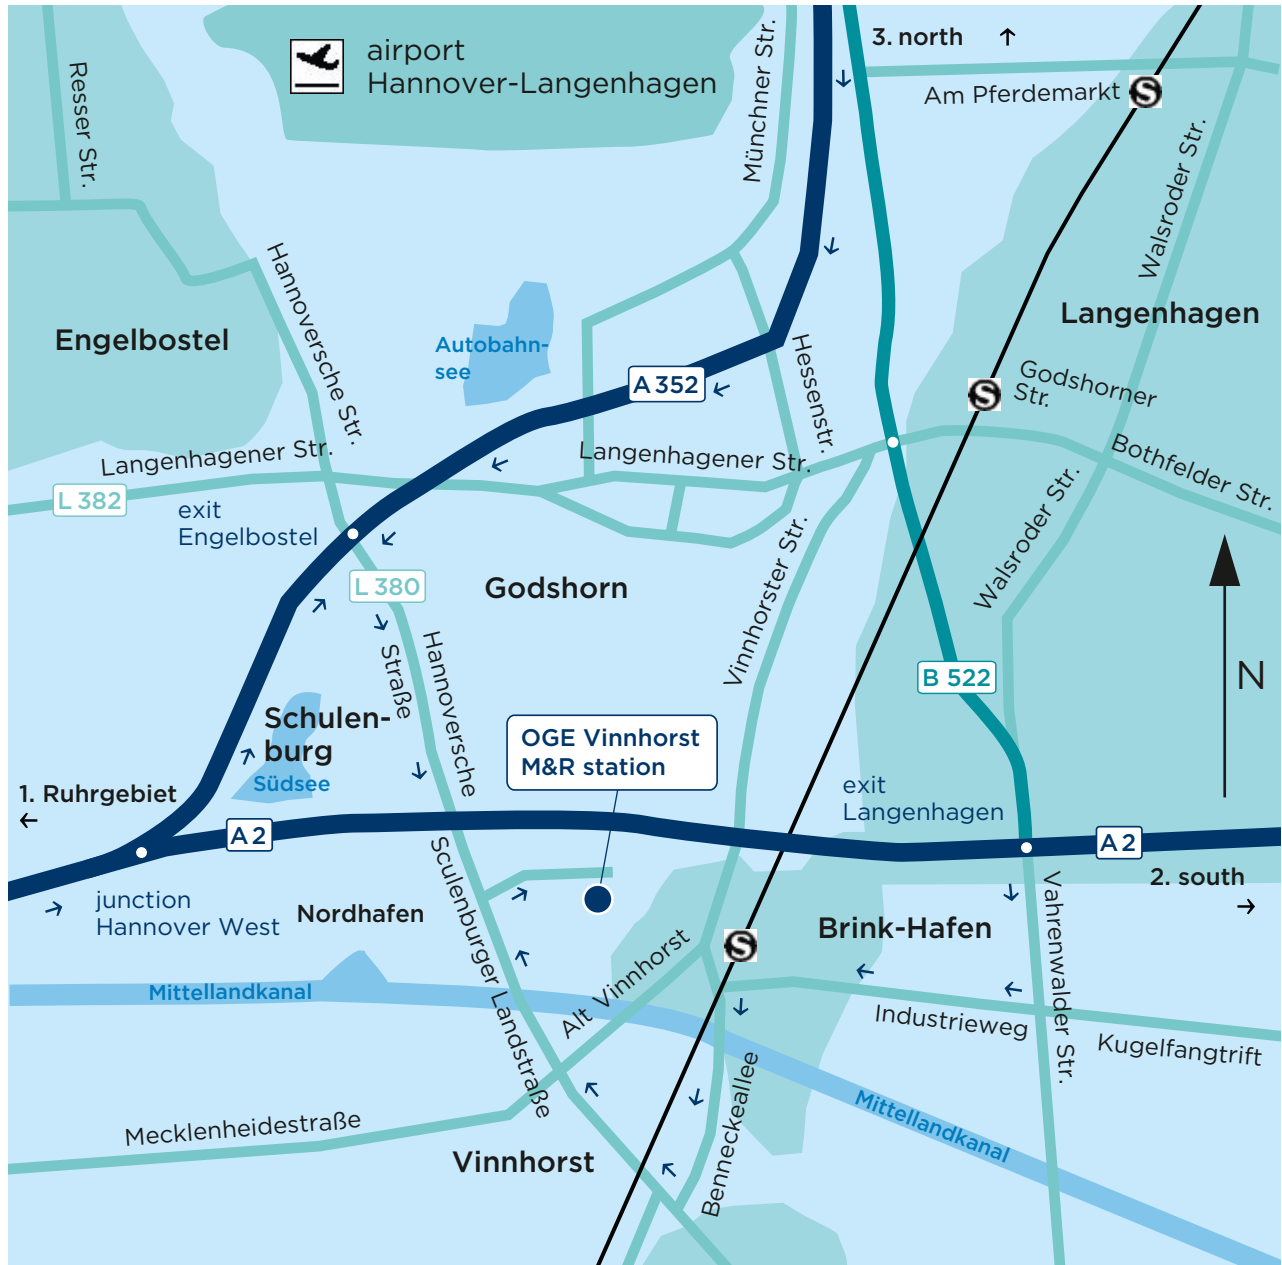 airport
Hannover-Langenhagen
3. north
Am Pferdemarkt
S
Resser Str.
Münchner Str.
Walsroder Str.
Hannoversche Str.
Engelbostel
Autobahn-
see
A 352
Hessenstr.
Langenhagen
S
Godshorner
Str.
Langenhagener Str.
Langenhagener Str.
Bothfelder Str.
L 382
exit
Engelbostel
Walsroder Str.
Vinnhorster Str.
L 380
Godshorn
Hannoversche
Straße
B 522
N
Schulen-
burg
Südsee
OGE Vinnhorst
M&R station
1. Ruhrgebiet
exit
Langenhagen
A 2
A 2
2. south
junction
Hannover West
Nordhafen
Sculenburger Landstraße
Vahrenwalder Str.
Brink-Hafen
S
Alt Vinnhorst
Mittellandkanal
Industrieweg
Kugelfangtrift
Mecklenheidestraße
Benneckeallee
Mittellandkanal
Vinnhorst